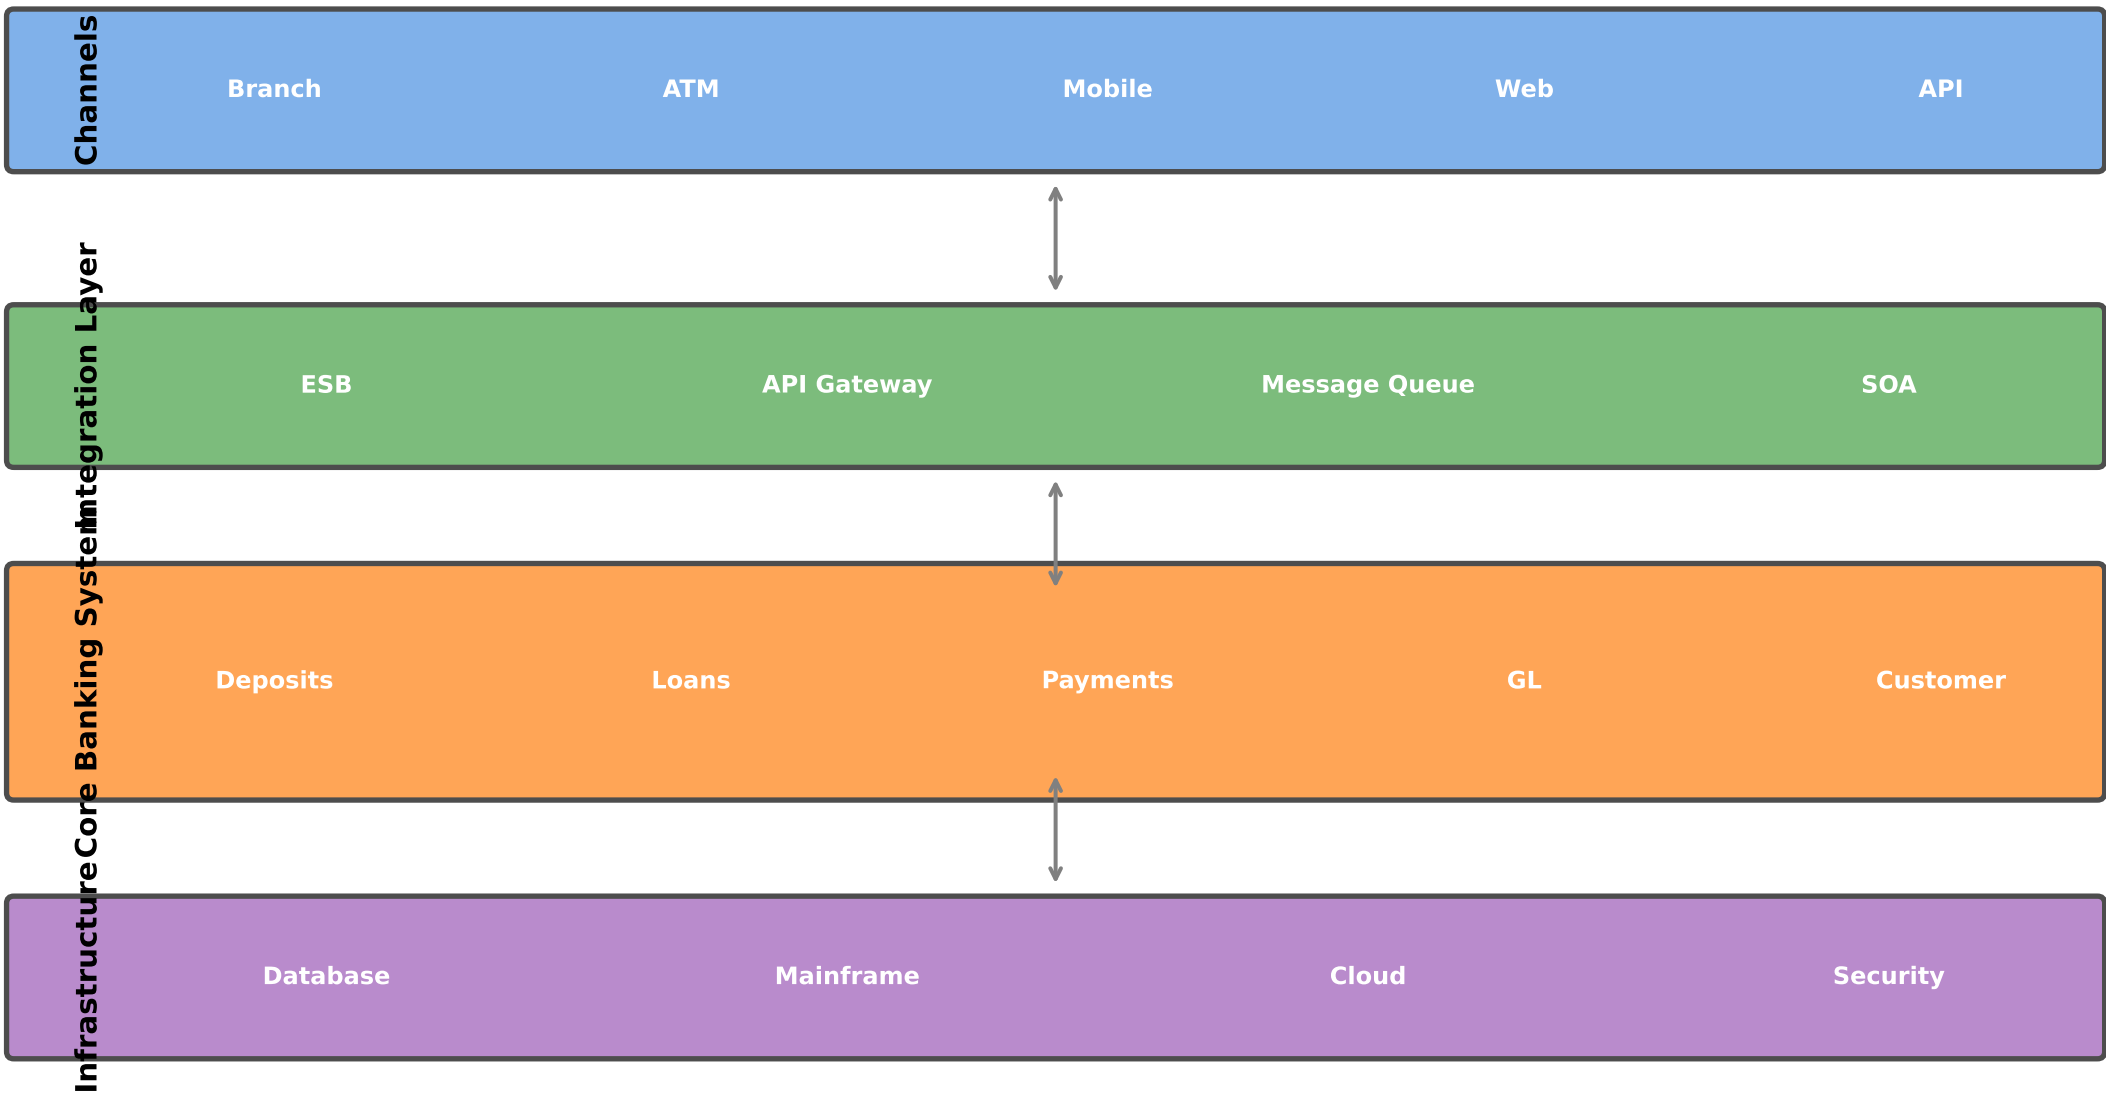 Channels
Branch
ATM
Mobile
Web
API
Integration Layer
ESB
API Gateway
Message Queue
SOA
Core Banking System
Deposits
Loans
Payments
GL
Customer
Infrastructure
Database
Mainframe
Cloud
Security